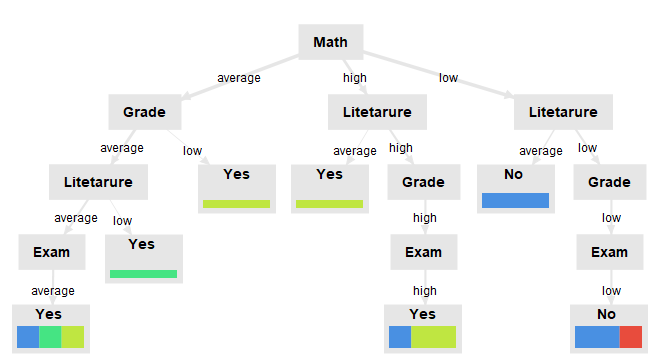 Math
average high low
Grade Litetarure Litetarure
average low average high average low
Litetarure Yes Yes Grade No Grade
average low high low
Exam Yes Exam Exam
average high low
Yes Yes No